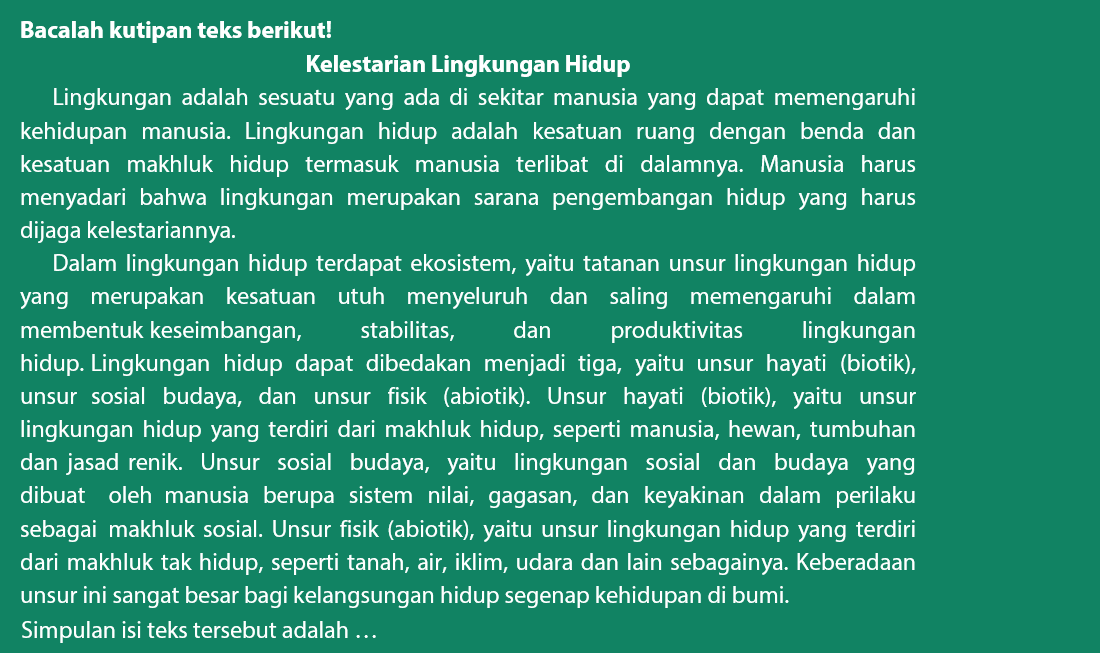 Bacalah kutipan teks berikut!
Kelestarian Lingkungan Hidup
Lingkungan adalah sesuatu yang ada di sekitar manusia yang dapat memengaruhi
kehidupan manusia. Lingkungan hidup adalah kesatuan ruang dengan benda dan
kesatuan makhluk hidup termasuk manusia terlibat di dalamnya. Manusia harus
menyadari bahwa lingkungan merupakan sarana pengembangan hidup yang harus
dijaga kelestariannya.
Dalam lingkungan hidup terdapat ekosistem, yaitu tatanan unsur lingkungan hidup
yang merupakan kesatuan utuh menyeluruh dan saling memengaruhi dalam
membentuk keseimbangan, stabilitas, dan produktivitas lingkungan
hidup. Lingkungan hidup dapat dibedakan menjadi tiga, yaitu unsur hayati (biotik),
unsur sosial budaya, dan unsur fisik (abiotik). Unsur hayati (biotik), yaitu unsur
lingkungan hidup yang terdiri dari makhluk hidup, seperti manusia, hewan, tumbuhan
dan jasad renik. Unsur sosial budaya, yaitu lingkungan sosial dan budaya yang
dibuat oleh manusia berupa sistem nilai, gagasan, dan keyakinan dalam perilaku
sebagai makhluk sosial. Unsur fisik (abiotik), yaitu unsur lingkungan hidup yang terdiri
dari makhluk tak hidup, seperti tanah, air, iklim, udara dan lain sebagainya. Keberadaan
unsur ini sangat besar bagi kelangsungan hidup segenap kehidupan di bumi.
Simpulan isi teks tersebut adalah …